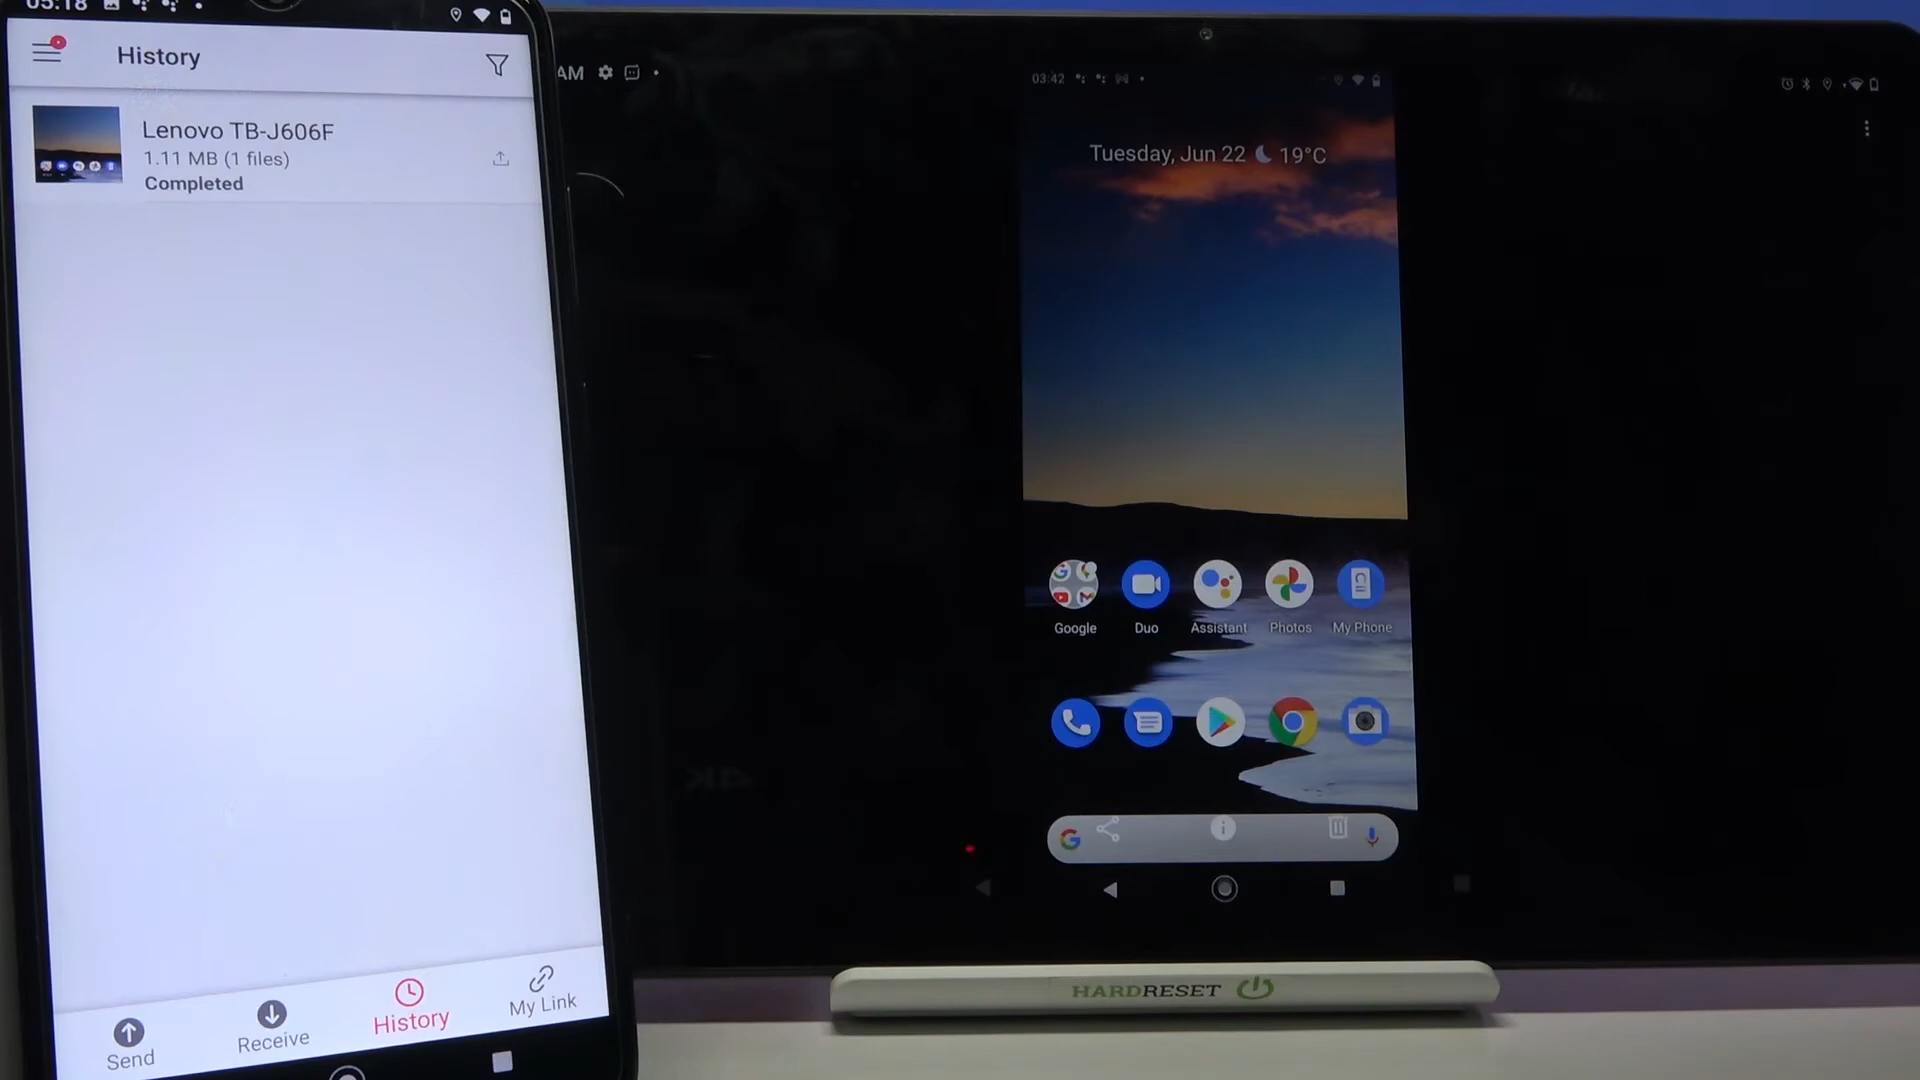 05:18
History
Lenovo TB-J606F
1.11 MB (1 files)
Completed
Send
Receive
History
My Link
AM
03:42
Tuesday, Jun 22 19°C
Google
Duo
Assistant
Photos
My Phone
HARDRESET